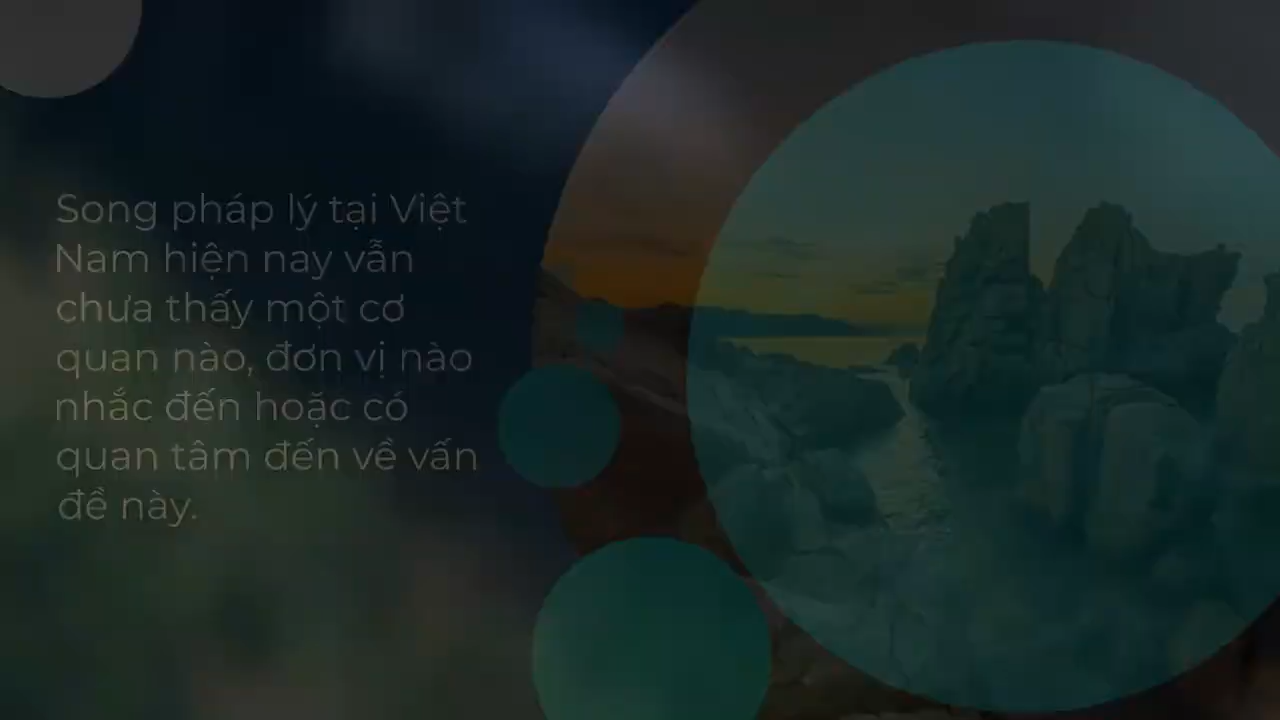 Song pháp lý tại Việt
Nam hiện nay vẫn
chưa thấy một cơ
quan nào, đơn vị nào
nhắc đến hoặc có
quan tâm đến về vấn
đề này.